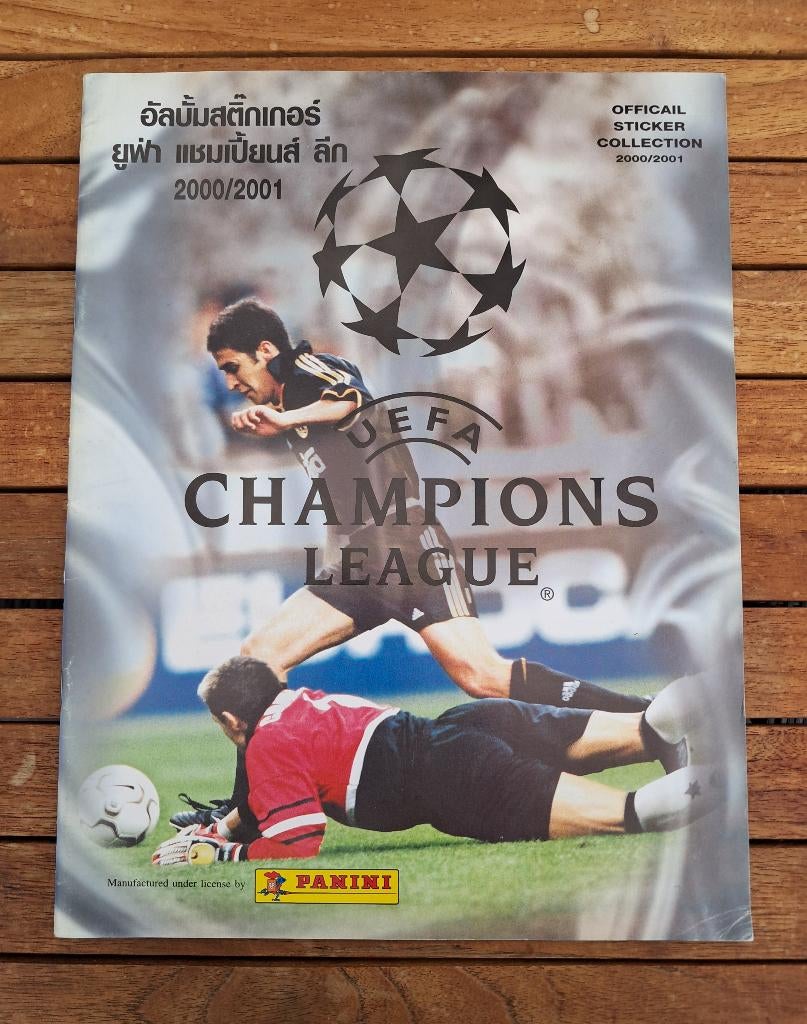 อัลบั้มสติ๊กเกอร์
ยูฟ่า แชมเปี้ยนส์ ลีก
2000/2001
OFFICAIL
STICKER
COLLECTION
2000/2001
UEFA
CHAMPIONS
LEAGUE
®
Manufactured under license by
PANINI